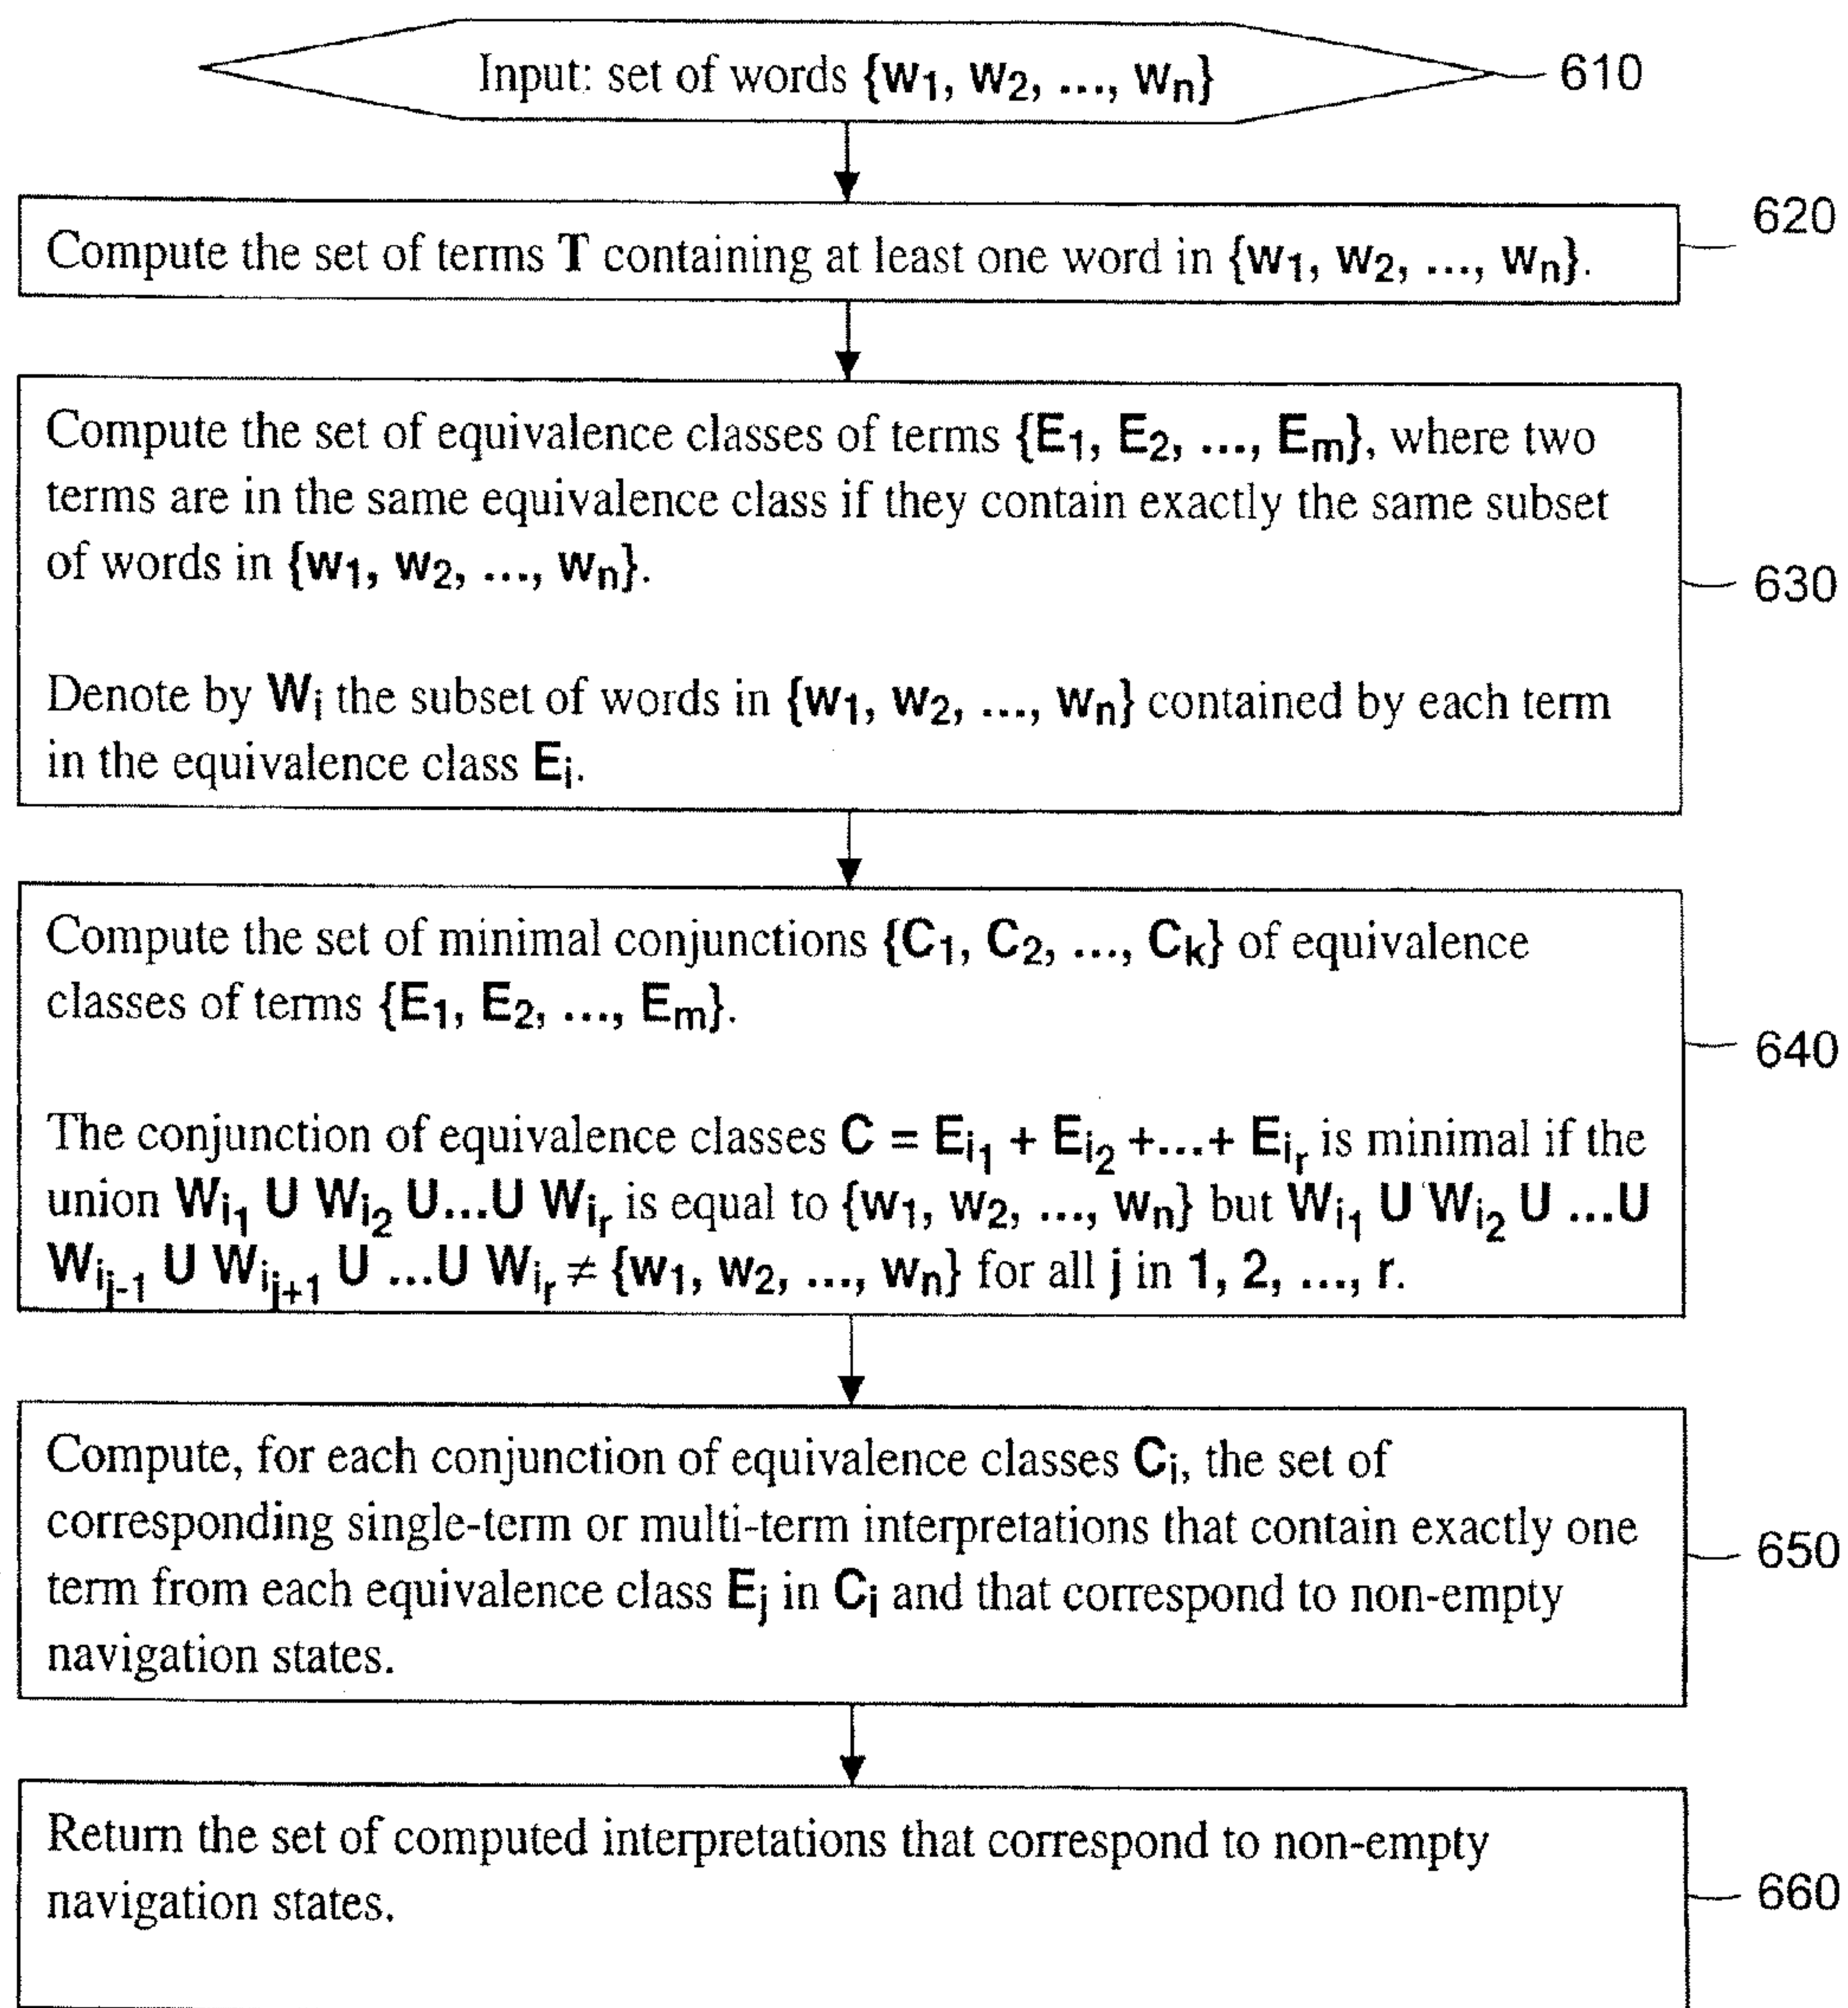 Input: set of words {w1, w2, ..., wn}
610
620
Compute the set of terms T containing at least one word in {w1, w2, ..., wn}.
Compute the set of equivalence classes of terms {E1, E2, ..., Em}, where two
terms are in the same equivalence class if they contain exactly the same subset
of words in {w1, w2, ..., wn}.
630
Denote by Wi the subset of words in {w1, w2, ..., wn} contained by each term
in the equivalence class Ei.
Compute the set of minimal conjunctions {C1, C2, ..., Ck} of equivalence
classes of terms {E1, E2, ..., Em}.
640
The conjunction of equivalence classes C = Ei1 + Ei2 +...+ Eir is minimal if the
union Wi1 U Wi2 U...U Wir is equal to {w1, w2, ..., wn} but Wi1 U Wi2 U ...U
Wij-1 U Wij+1 U ...U Wir ≠ {w1, w2, ..., wn} for all j in 1, 2, ..., r.
Compute, for each conjunction of equivalence classes Ci, the set of
corresponding single-term or multi-term interpretations that contain exactly one
650
term from each equivalence class Ej in Ci and that correspond to non-empty
navigation states.
Return the set of computed interpretations that correspond to non-empty
navigation states.
660